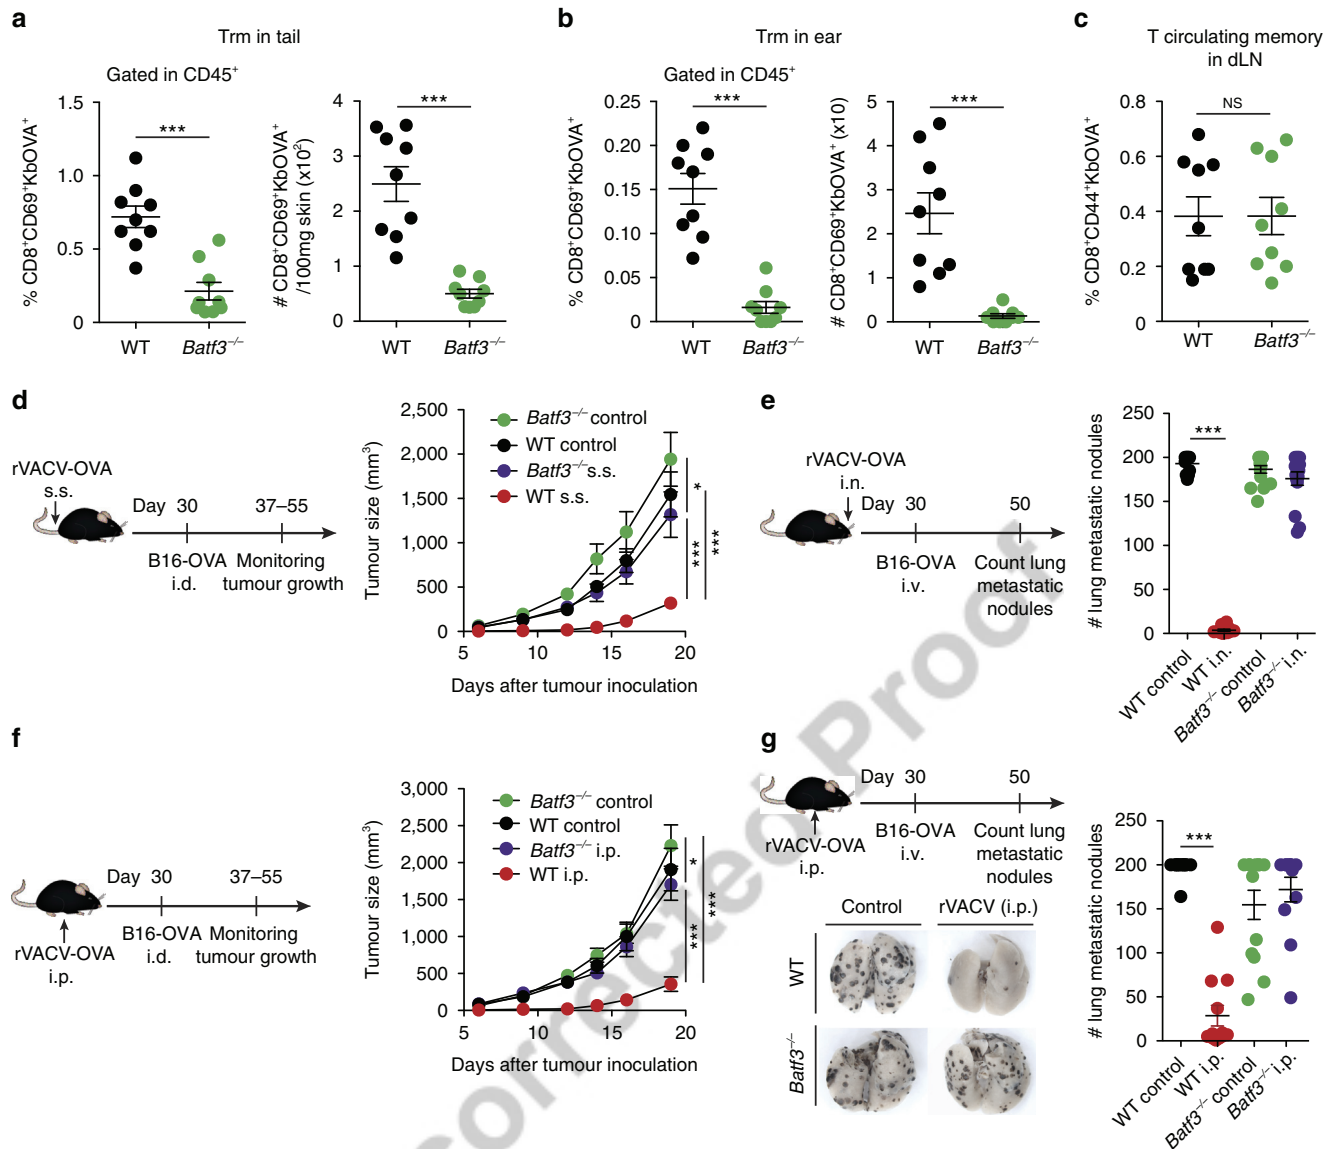 a
Trm in tail
Gated in CD45+
% CD8+CD69+KbOVA+
1.5
1.0
0.5
0
***
WT
Batf3−/−
# CD8+CD69+KbOVA+
/100mg skin (x10²)
4
3
2
1
0
***
WT
Batf3−/−
b
Trm in ear
Gated in CD45+
% CD8+CD69+KbOVA+
0.25
0.20
0.15
0.10
0.05
0
***
WT
Batf3−/−
# CD8+CD69+KbOVA+ (x10)
5
4
3
2
1
0
***
WT
Batf3−/−
c
T circulating memory
in dLN
% CD8+CD44+KbOVA+
0.8
0.6
0.4
0.2
0
NS
WT
Batf3−/−
d
rVACV-OVA
s.s.
Day 30 37–55
B16-OVA
i.d.
Monitoring
tumour growth
Tumour size (mm³)
2,500
2,000
1,500
1,000
500
0
Batf3−/− control
WT control
Batf3−/− s.s.
WT s.s.
*
***
***
5 10 15 20
Days after tumour inoculation
e
rVACV-OVA
i.n.
Day 30 50
B16-OVA
i.v.
Count lung
metastatic
nodules
# lung metastatic nodules
250
200
150
100
50
0
***
WT control
WT i.n.
Batf3−/− control
Batf3−/− i.n.
f
Day 30 37–55
rVACV-OVA
i.p.
B16-OVA
i.d.
Monitoring
tumour growth
Tumour size (mm³)
3,000
2,500
2,000
1,500
1,000
500
0
Batf3−/− control
WT control
Batf3−/− i.p.
WT i.p.
*
***
***
5 10 15 20
Days after tumour inoculation
g
Day 30 50
rVACV-OVA
i.p.
B16-OVA
i.v.
Count lung
metastatic
nodules
Control
rVACV (i.p.)
WT
Batf3−/−
# lung metastatic nodules
250
200
150
100
50
0
***
WT control
WT i.p.
Batf3−/− control
Batf3−/− i.p.
corrected Proof